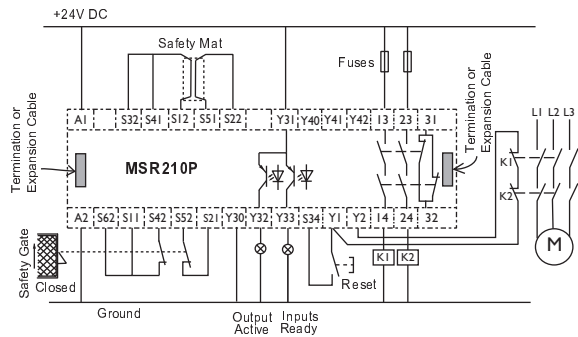 +24V DC
Safety Mat
Fuses
Termination or
Expansion Cable
A1 S32 S41 S12 S51 S22 Y31 Y40 Y41 Y42 13 23 31
L1 L2 L3
MSR210P
Termination or
Expansion Cable
K1
K2
A2 S62 S11 S42 S52 S21 Y30 Y32 Y33 S34 Y1 Y2 14 24 32
M
Safety Gate
Closed
K1 K2
Reset
Ground
Output
Active
Inputs
Ready